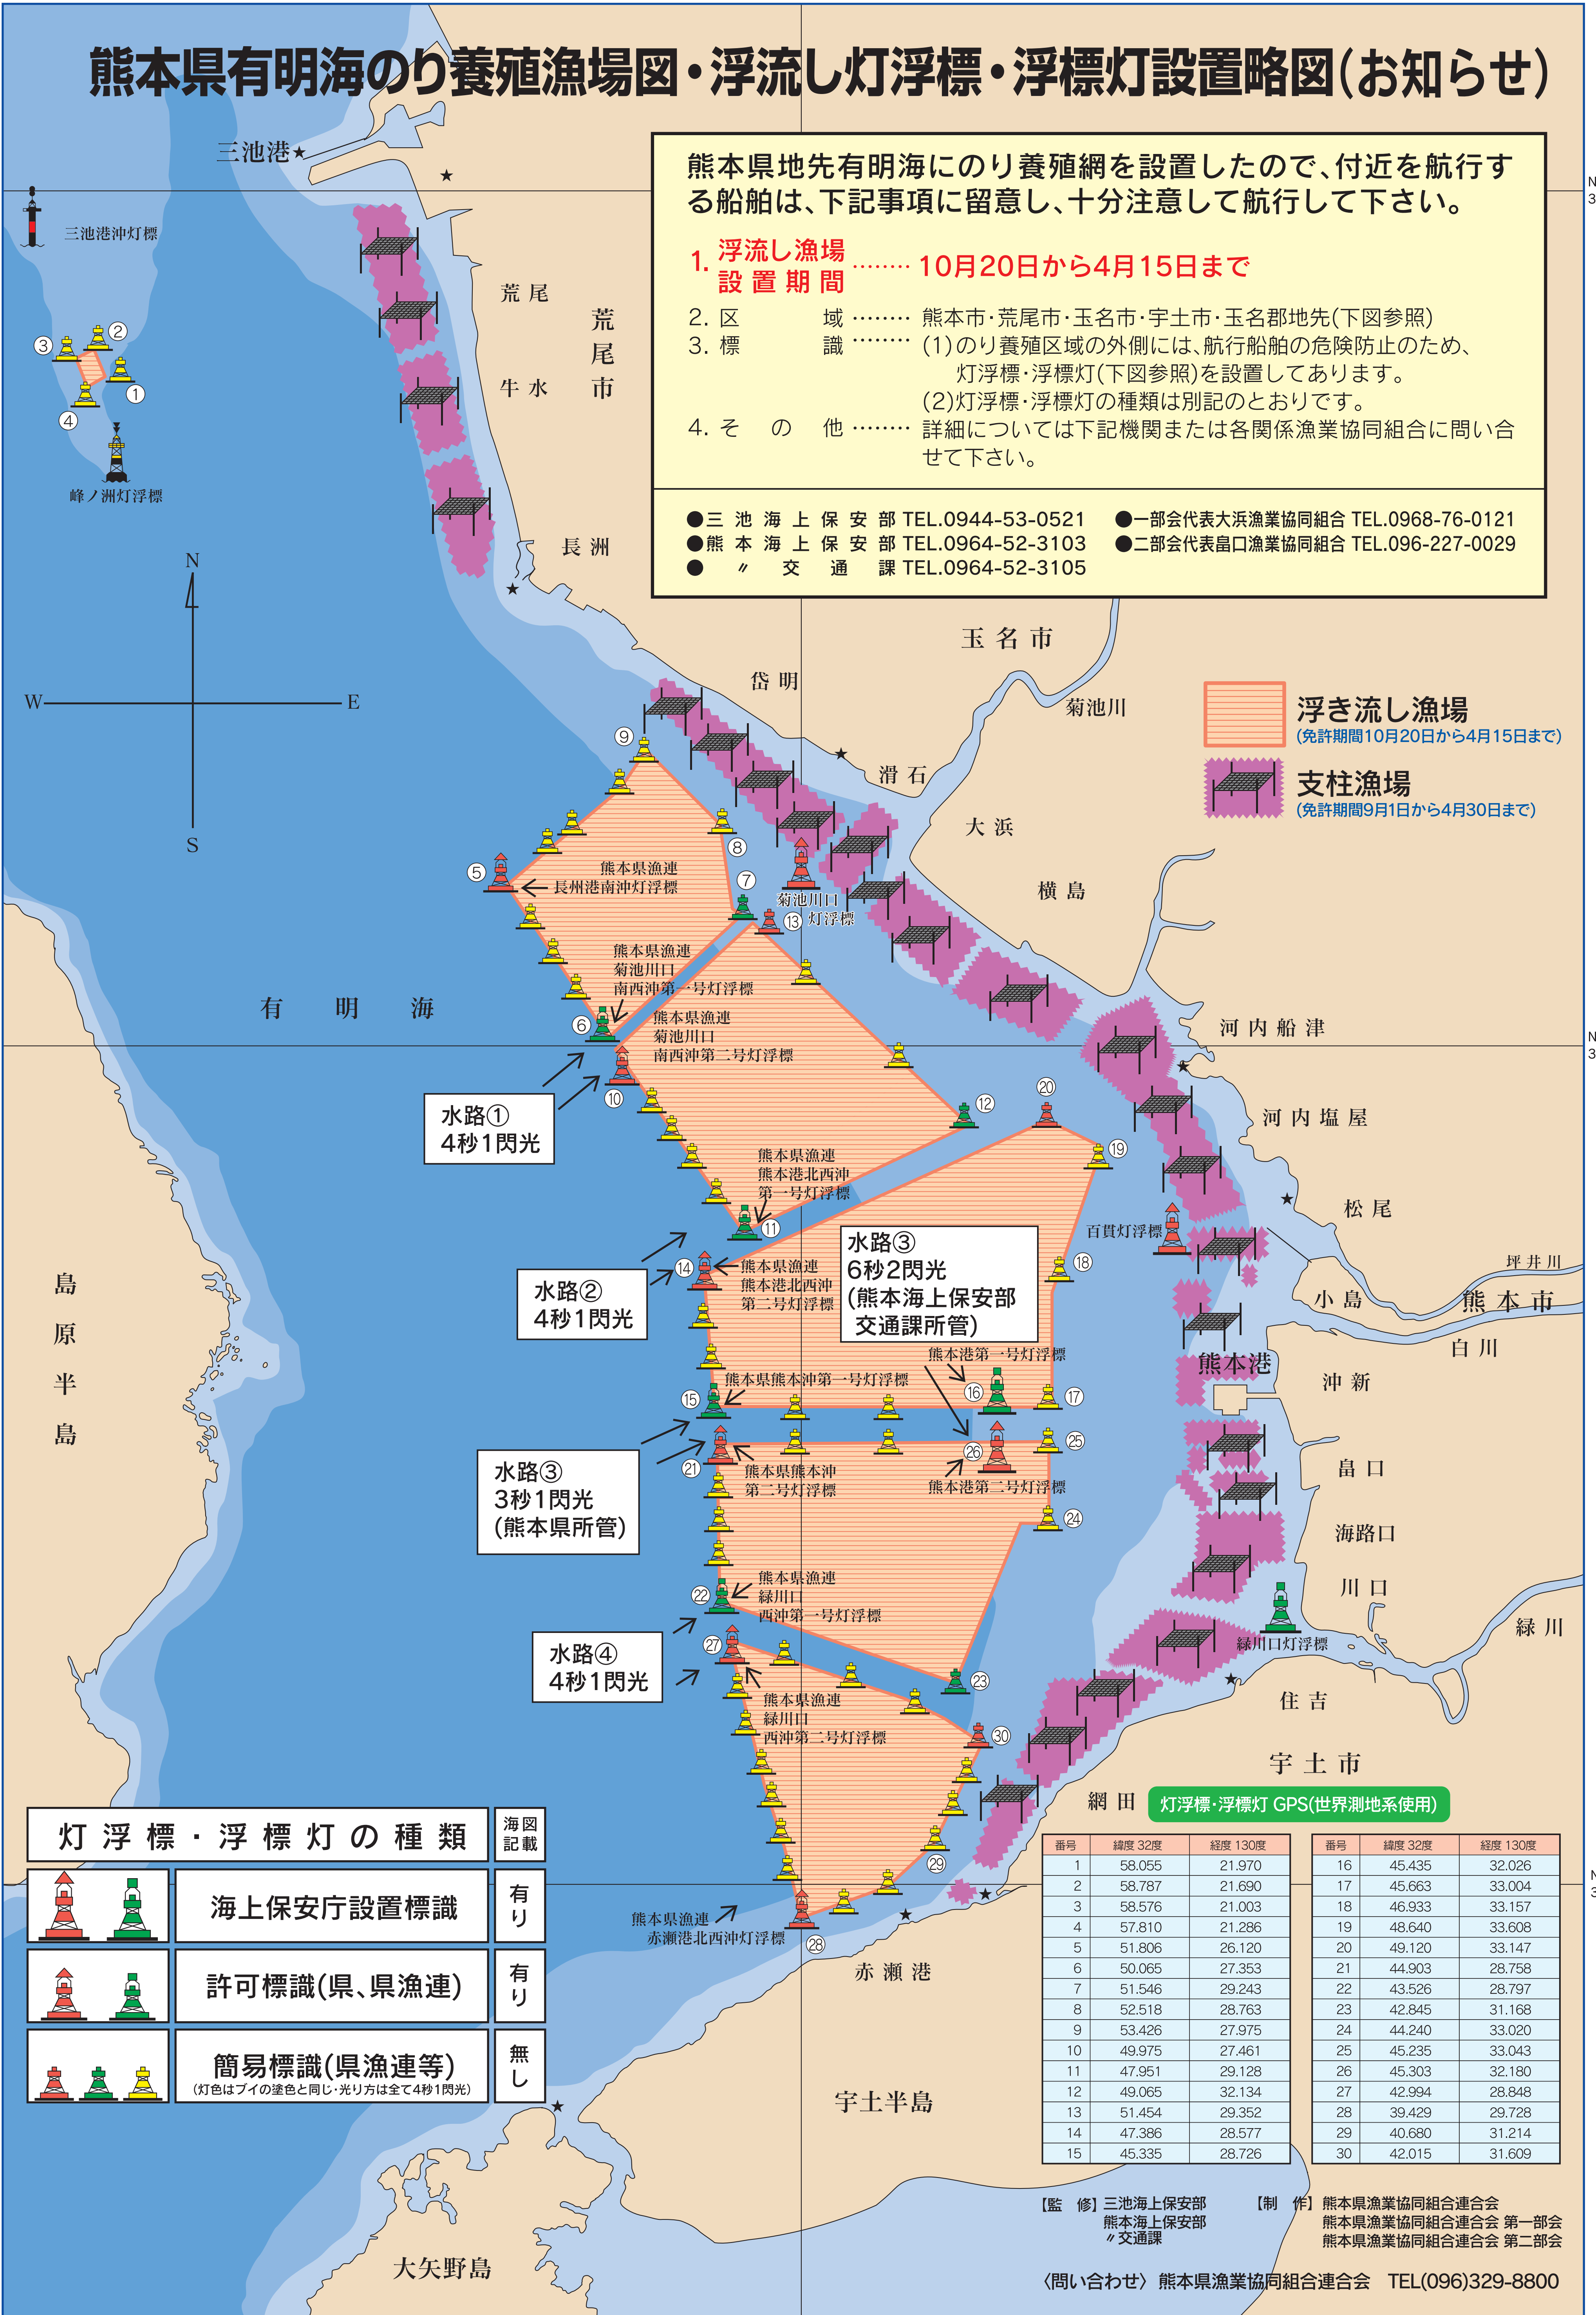 熊本県有明海のり養殖漁場図・浮流し灯浮標・浮標灯設置略図(お知らせ)
熊本県地先有明海にのり養殖網を設置したので、付近を航行す
る船舶は、下記事項に留意し、十分注意して航行して下さい。
1. 浮流し漁場
設置期間 ········ 10月20日から4月15日まで
2. 区 域 ········ 熊本市・荒尾市・玉名市・宇土市・玉名郡地先(下図参照)
3. 標 識 ········ (1)のり養殖区域の外側には、航行船舶の危険防止のため、
灯浮標・浮標灯(下図参照)を設置してあります。
(2)灯浮標・浮標灯の種類は別記のとおりです。
4. そ の 他 ········ 詳細については下記機関または各関係漁業協同組合に問い合
せて下さい。
●三池海上保安部 TEL.0944-53-0521 ●一部会代表大浜漁業協同組合 TEL.0968-76-0121
●熊本海上保安部 TEL.0964-52-3103 ●二部会代表畠口漁業協同組合 TEL.096-227-0029
● 〃 交通課 TEL.0964-52-3105
三池港★
三池港沖灯標
荒尾
荒尾市
牛水
③
②
①
④
峰ノ洲灯浮標
長洲
N
W
E
S
玉名市
岱明
菊池川
浮き流し漁場
(免許期間10月20日から4月15日まで)
支柱漁場
(免許期間9月1日から4月30日まで)
滑石
大浜
横島
⑨
⑧
⑤
熊本県漁連
長州港南沖灯浮標
⑦
菊池川口
灯浮標
⑬
熊本県漁連
菊池川口
南西沖第一号灯浮標
有明海
⑥
熊本県漁連
菊池川口
南西沖第二号灯浮標
⑩
水路①
4秒1閃光
河内船津
河内塩屋
⑫
⑳
⑲
熊本県漁連
熊本港北西沖
第一号灯浮標
⑪
松尾
百貫灯浮標
坪井川
小島
熊本市
白川
水路②
4秒1閃光
⑭
熊本県漁連
熊本港北西沖
第二号灯浮標
水路③
6秒2閃光
(熊本海上保安部
交通課所管)
⑱
島原半島
熊本港
沖新
熊本港第一号灯浮標
熊本県熊本沖第一号灯浮標
⑮
⑯
⑰
㉑
㉖
㉕
熊本県熊本沖
第二号灯浮標
熊本港第二号灯浮標
水路③
3秒1閃光
(熊本県所管)
畠口
㉔
海路口
川口
㉒
熊本県漁連
緑川口
西沖第一号灯浮標
緑川
緑川口灯浮標
水路④
4秒1閃光
㉗
㉓
熊本県漁連
緑川口
西沖第二号灯浮標
住吉
㉚
宇土市
網田
㉙
熊本県漁連
赤瀬港北西沖灯浮標
㉘
赤瀬港
宇土半島
大矢野島
灯浮標・浮標灯の種類 海図記載
海上保安庁設置標識 有り
許可標識(県、県漁連) 有り
簡易標識(県漁連等) 無し
(灯色はブイの塗色と同じ・光り方は全て4秒1閃光)
灯浮標・浮標灯 GPS(世界測地系使用)
番号 緯度 32度 経度 130度 番号 緯度 32度 経度 130度
1 58.055 21.970 16 45.435 32.026
2 58.787 21.690 17 45.663 33.004
3 58.576 21.003 18 46.933 33.157
4 57.810 21.286 19 48.640 33.608
5 51.806 26.120 20 49.120 33.147
6 50.065 27.353 21 44.903 28.758
7 51.546 29.243 22 43.526 28.797
8 52.518 28.763 23 42.845 31.168
9 53.426 27.975 24 44.240 33.020
10 49.975 27.461 25 45.235 33.043
11 47.951 29.128 26 45.303 32.180
12 49.065 32.134 27 42.994 28.848
13 51.454 29.352 28 39.429 29.728
14 47.386 28.577 29 40.680 31.214
15 45.335 28.726 30 42.015 31.609
【監 修】三池海上保安部 【制 作】熊本県漁業協同組合連合会
熊本海上保安部 熊本県漁業協同組合連合会 第一部会
〃交通課 熊本県漁業協同組合連合会 第二部会
〈問い合わせ〉 熊本県漁業協同組合連合会 TEL(096)329-8800